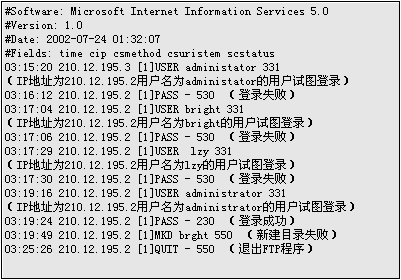 #Software: Microsoft Internet Information Services 5.0
#Version: 1.0
#Date: 2002-07-24 01:32:07
#Fields: time cip csmethod csuristem scstatus
03:15:20 210.12.195.3 [1]USER administator 331
（IP地址为210.12.195.2用户名为administator的用户试图登录）
03:16:12 210.12.195.2 [1]PASS - 530 （登录失败）
03:17:04 210.12.195.2 [1]USER bright 331
（IP地址为210.12.195.2用户名为bright的用户试图登录）
03:17:06 210.12.195.2 [1]PASS - 530 （登录失败）
03:17:29 210.12.195.2 [1]USER lzy 331
（IP地址为210.12.195.2用户名为lzy的用户试图登录）
03:17:30 210.12.195.2 [1]PASS - 530 （登录失败）
03:19:16 210.12.195.2 [1]USER administrator 331
（IP地址为210.12.195.2用户名为administrator的用户试图登录）
03:19:24 210.12.195.2 [1]PASS - 230 （登录成功）
03:19:49 210.12.195.2 [1]MKD brght 550 （新建目录失败）
03:25:26 210.12.195.2 [1]QUIT - 550 （退出FTP程序）